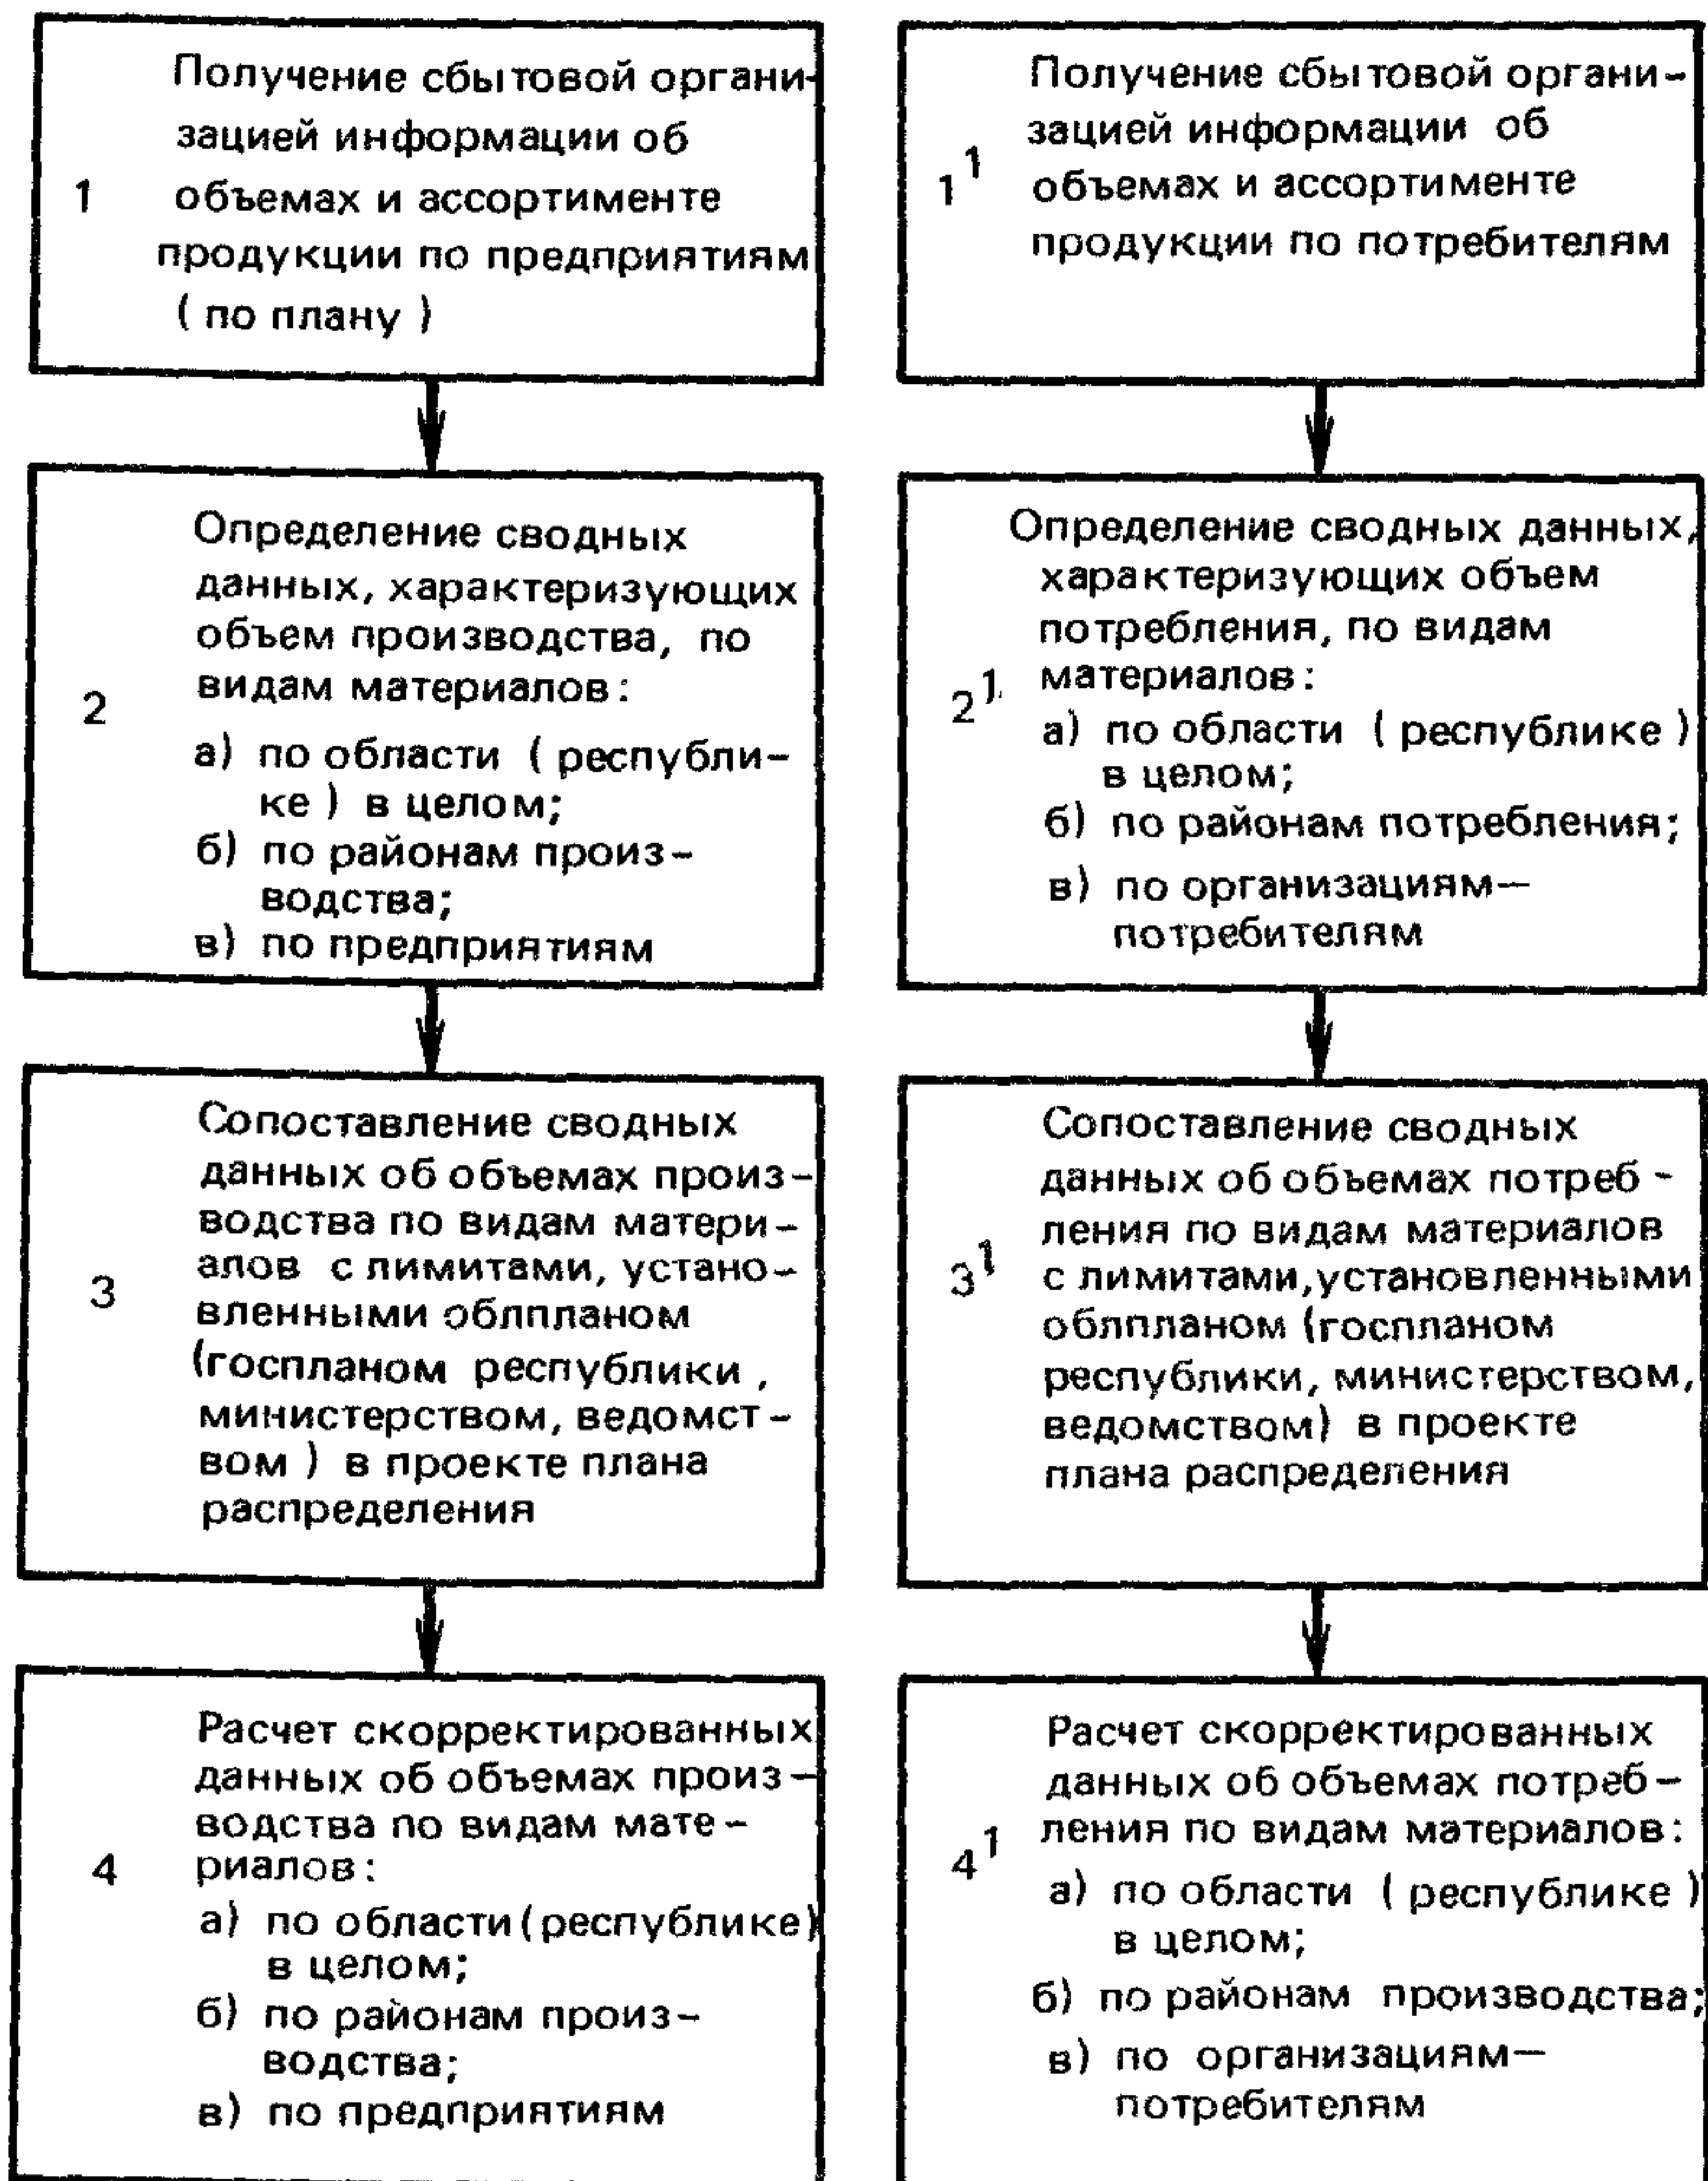 Получение сбытовой органи-
зацией информации об
1 объемах и ассортименте
продукции по предприятиям
( по плану )
Определение сводных
данных, характеризующих
объем производства, по
видам материалов:
2
а) по области ( республи-
ке ) в целом;
б) по районам произ-
водства;
в) по предприятиям
Сопоставление сводных
данных об объемах произ-
водства по видам матери-
алов с лимитами, устано-
3
вленными облпланом
(госпланом республики ,
министерством, ведомст-
вом ) в проекте плана
распределения
Расчет скорректированных
данных об объемах произ-
водства по видам мате-
4 риалов:
а) по области (республике)
в целом;
б) по районам произ-
водства;
в) по предприятиям
Получение сбытовой органи-
зацией информации об
1¹ объемах и ассортименте
продукции по потребителям
Определение сводных данных,
характеризующих объем
потребления, по видам
2¹ материалов:
а) по области ( республике )
в целом;
б) по районам потребления;
в) по организациям—
потребителям
Сопоставление сводных
данных об объемах потреб-
ления по видам материалов
3¹ с лимитами, установленными
облпланом (госпланом
республики, министерством,
ведомством) в проекте
плана распределения
Расчет скорректированных
данных об объемах потреб-
ления по видам материалов:
4¹
а) по области ( республике )
в целом;
б) по районам производства;
в) по организациям—
потребителям